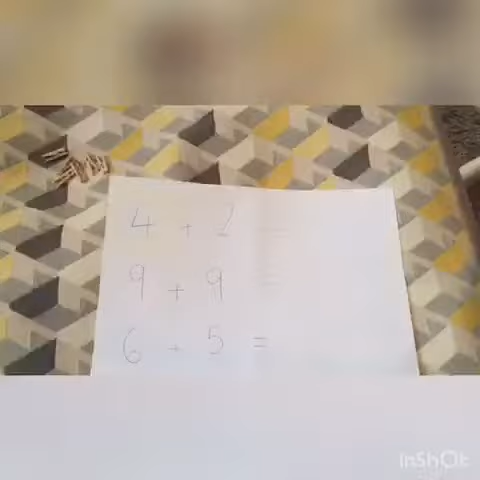 4 + 2 =
9 + 9 =
6 + 5 =
InShOt